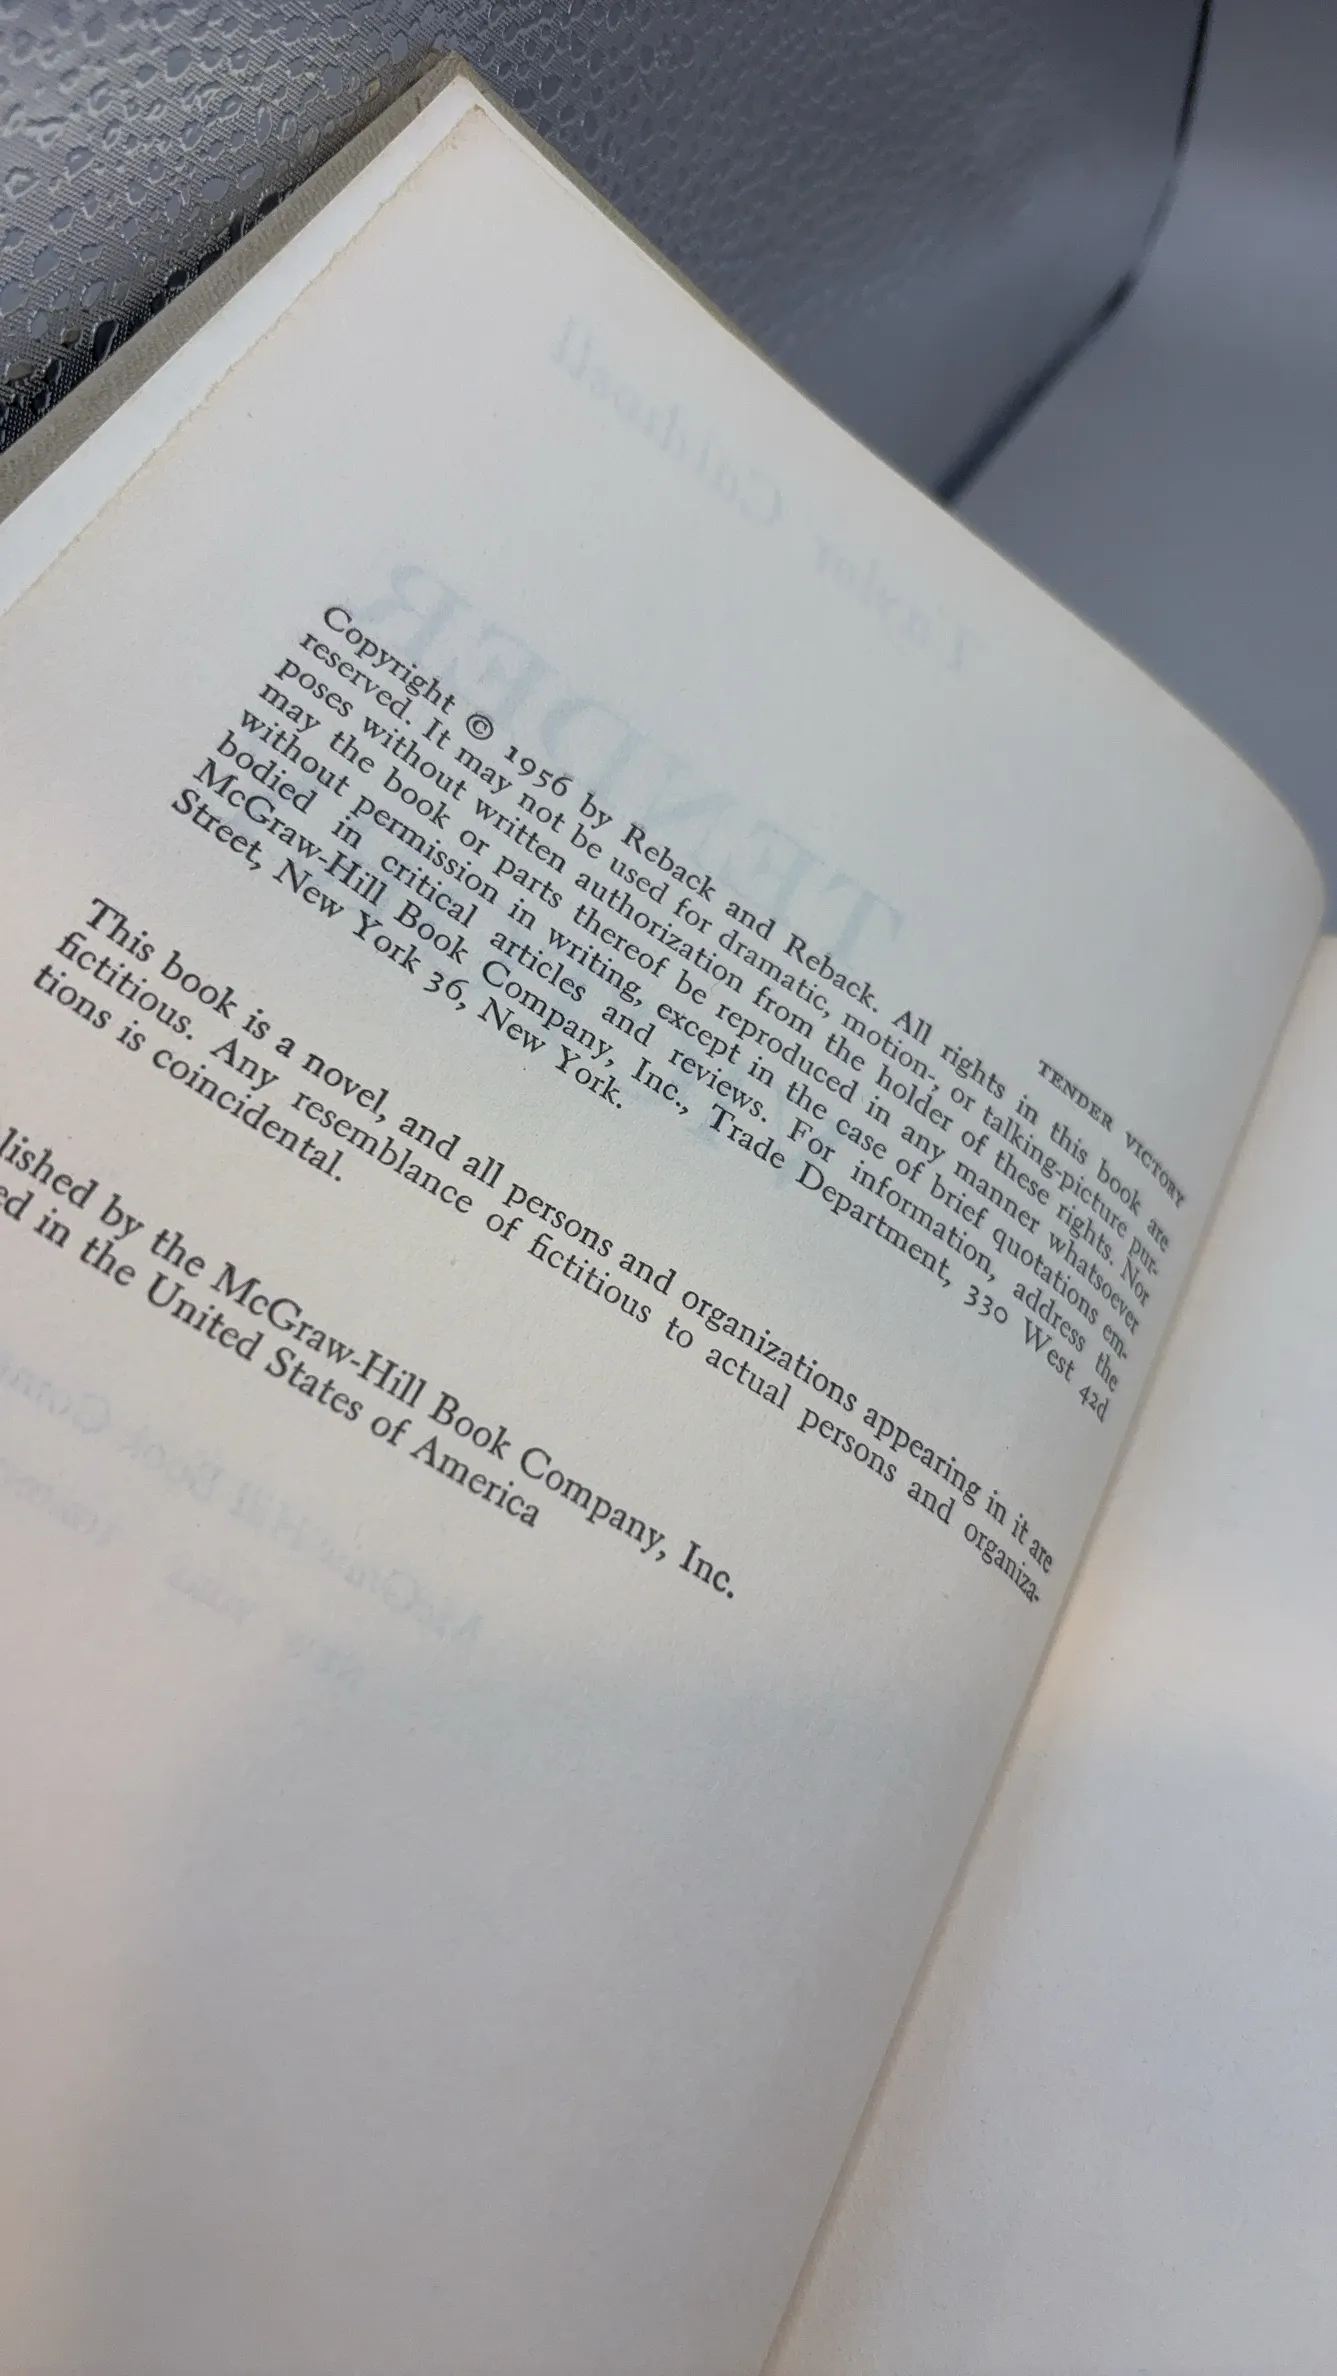 TENDER VICTORY
Copyright © 1956 by Reback and Reback. All rights in this book are
reserved. It may not be used for dramatic, motion-, or talking-picture pur-
poses without written authorization from the holder of these rights. Nor
may the book or parts thereof be reproduced in any manner whatsoever
without permission in writing, except in the case of brief quotations em-
bodied in critical articles and reviews. For information, address the
McGraw-Hill Book Company, Inc., Trade Department, 330 West 42d
Street, New York 36, New York.
This book is a novel, and all persons and organizations appearing in it are
fictitious. Any resemblance of fictitious to actual persons and organiza-
tions is coincidental.
lished by the McGraw-Hill Book Company, Inc.
ed in the United States of America